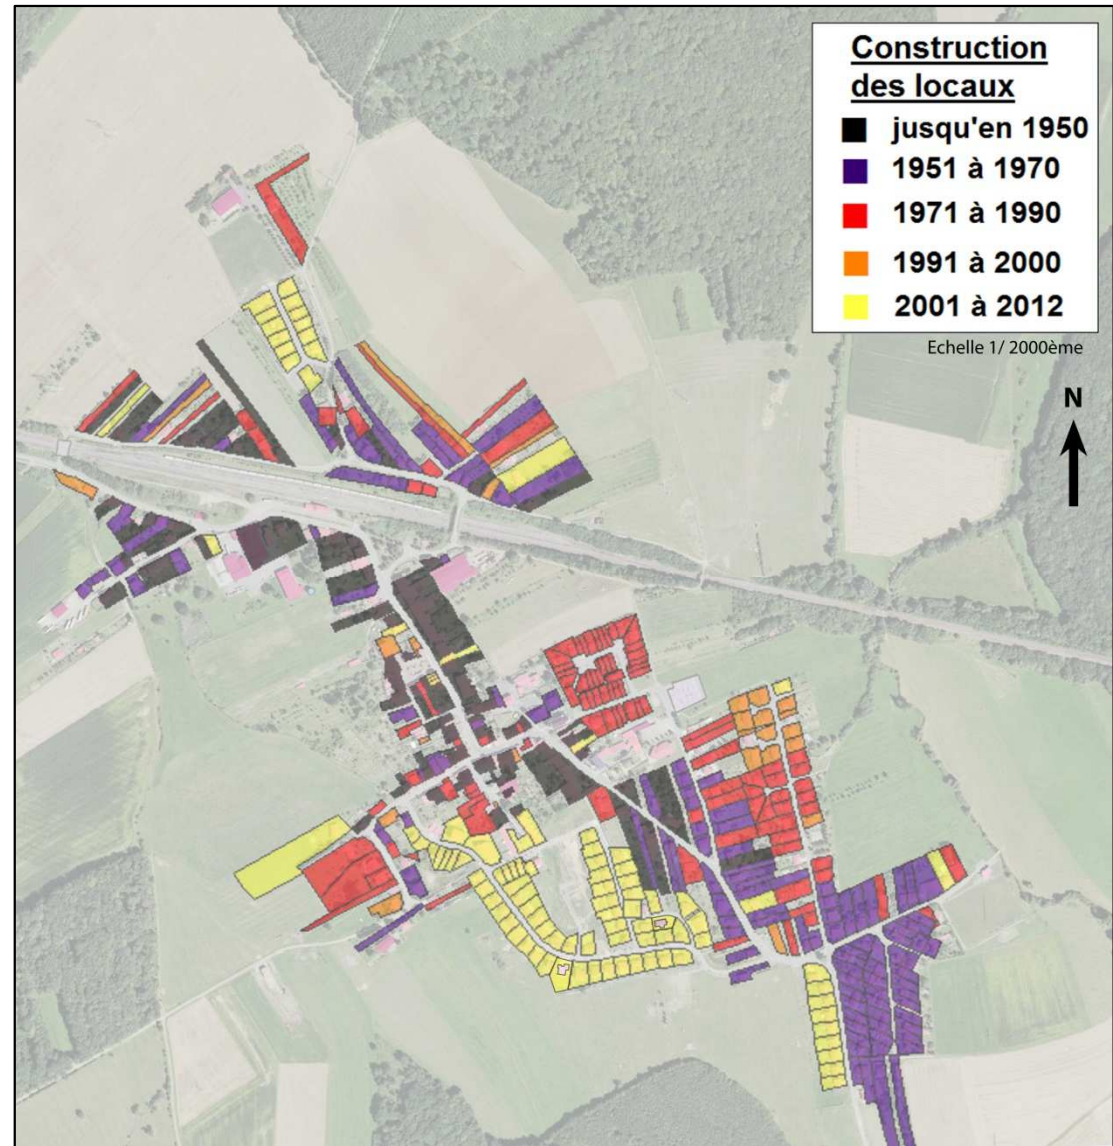 Construction
des locaux
jusqu'en 1950
1951 à 1970
1971 à 1990
1991 à 2000
2001 à 2012
Echelle 1/ 2000ème
N